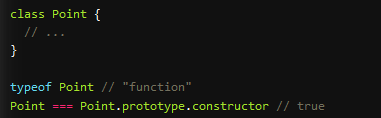 class Point {
  // ...
}
typeof Point // "function"
Point === Point.prototype.constructor // true